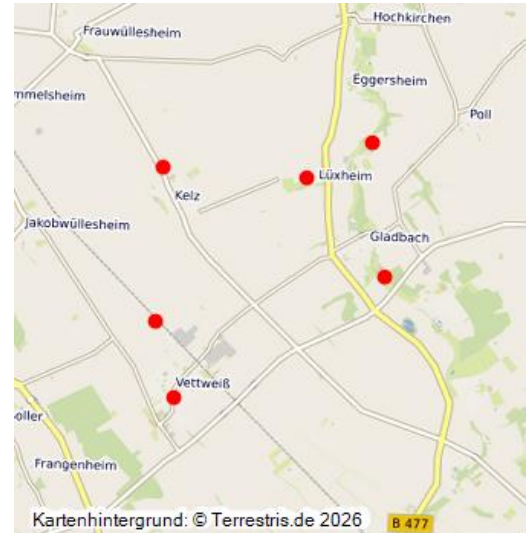 Hochkirchen
Frauwüllesheim
Eggersheim
mmelsheim
Poll
Lüxheim
Kelz
Jakobwüllesheim
Gladbach
Vettweiß
oller
Frangenheim
Kartenhintergrund: © Terrestris.de 2026
B 477